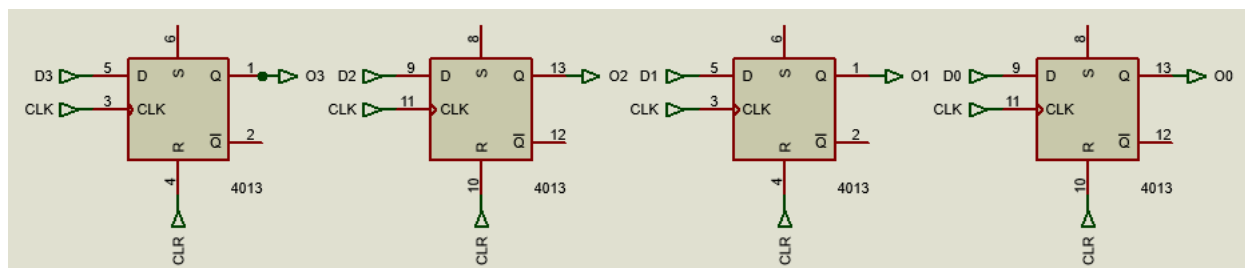 6 8 6 8
D3 5 D S Q 1 O3 D2 9 D S Q 13 O2 D1 5 D S Q 1 O1 D0 9 D S Q 13 O0
CLK 3 CLK CLK 11 CLK CLK 3 CLK CLK 11 CLK
R Q 2 R Q 12 R Q 2 R Q 12
4 4013 10 4013 4 4013 10 4013
CLR CLR CLR CLR